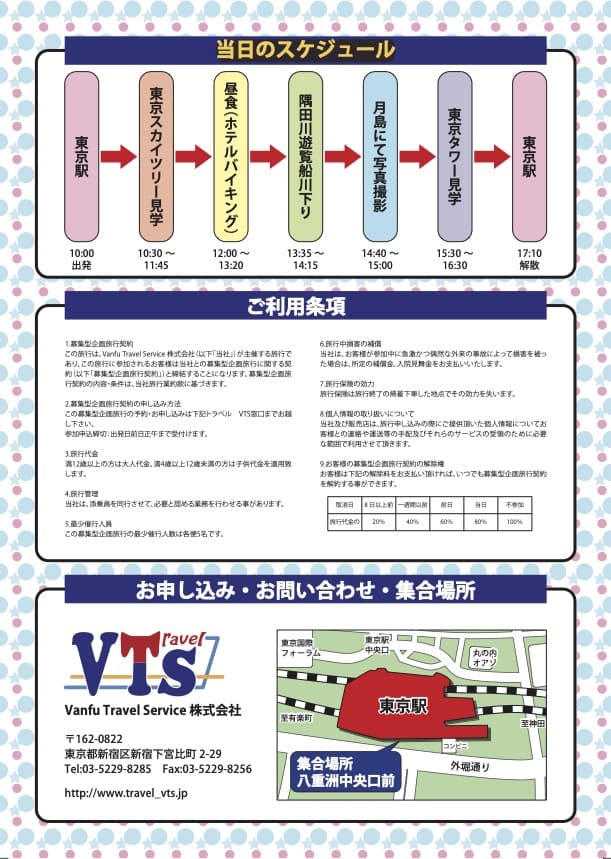 当日のスケジュール
東京駅
東京スカイツリー見学
昼食(ホテルバイキング)
隅田川遊覧船川下り
月島にて写真撮影
東京タワー見学
東京駅
10:00
出発
10:30 〜
11:45
12:00 〜
13:20
13:35 〜
14:15
14:40 〜
15:00
15:30 〜
16:30
17:10
解散
ご利用条項
1.募集型企画旅行契約
この旅行は、Vanfu Travel Service 株式会社(以下「当社」)が主催する旅行で
あり、この旅行に参加されるお客様は当社との募集型企画旅行に関する契
約(以下「募集型企画旅行契約」)と締結することになります。募集型企画旅
行契約の内容・条件は、当社旅行業約款に基づきます。
2.募集型企画旅行契約の申し込み方法
この募集型企画旅行の予約・お申し込みは下記トラベル VTS窓口までお越
し下さい。
参加申込締切:出発日前日正午まで受付けます。
3.旅行代金
満12歳以上の方は大人代金、満4歳以上12歳未満の方は子供代金を適用致
します。
4.旅行管理
当社は、添乗員を同行させて、必要と認める業務を行わせる事があります。
5.最少催行人員
この募集型企画旅行の最少催行人数は各便5名です。
6.旅行中損害の補償
当社は、お客様が参加中に急激かつ偶然な外来の事故によって損害を被っ
た場合は、所定の補償金、入院見舞金をお支払いいたします。
7.旅行保険の効力
旅行保険は旅行終了の帰着下車した地点でその効力を失います。
8.個人情報の取り扱いについて
当社及び販売店は、旅行申し込みの際にご提供頂いた個人情報についてお
客様との連絡や運送等の手配及びそれらのサービスの受領のために必要
な範囲で利用させて頂きます。
9.お客様の募集型企画旅行契約の解除権
お客様は下記の解除料をお支払い頂ければ、いつでも募集型企画旅行契約
を解約する事ができます。
取消日 8日以上前 一週間以前 前日 当日 不参加
旅行代金の 20% 40% 60% 80% 100%
お申し込み・お問い合わせ・集合場所
VTS ravel
Vanfu Travel Service 株式会社
〒162-0822
東京都新宿区新宿下宮比町 2-29
Tel:03-5229-8285 Fax:03-5229-8256
http://www.travel_vts.jp
東京国際
フォーラム
東京駅
中央口
丸の内
オアゾ
東京駅
至有楽町
至神田
コンビニ
外堀通り
集合場所
八重洲中央口前